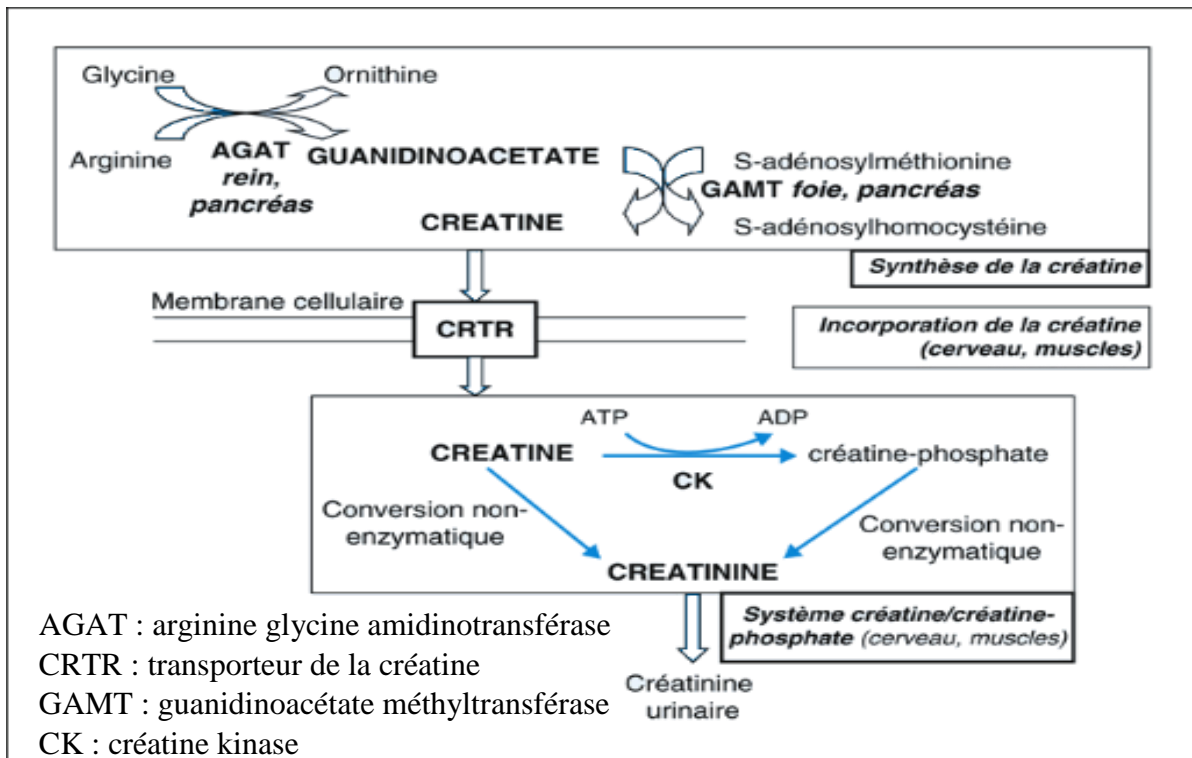 Glycine
Ornithine
Arginine
AGAT
rein,
pancréas
GUANIDINOACETATE
S-adénosylméthionine
GAMT foie, pancréas
CREATINE
S-adénosylhomocystéine
Synthèse de la créatine
Membrane cellulaire
CRTR
Incorporation de la créatine
(cerveau, muscles)
ATP
ADP
CREATINE
créatine-phosphate
CK
Conversion non-
enzymatique
Conversion non-
enzymatique
CREATININE
Système créatine/créatine-
phosphate (cerveau, muscles)
Créatinine
urinaire
AGAT : arginine glycine amidinotransférase
CRTR : transporteur de la créatine
GAMT : guanidinoacétate méthyltransférase
CK : créatine kinase